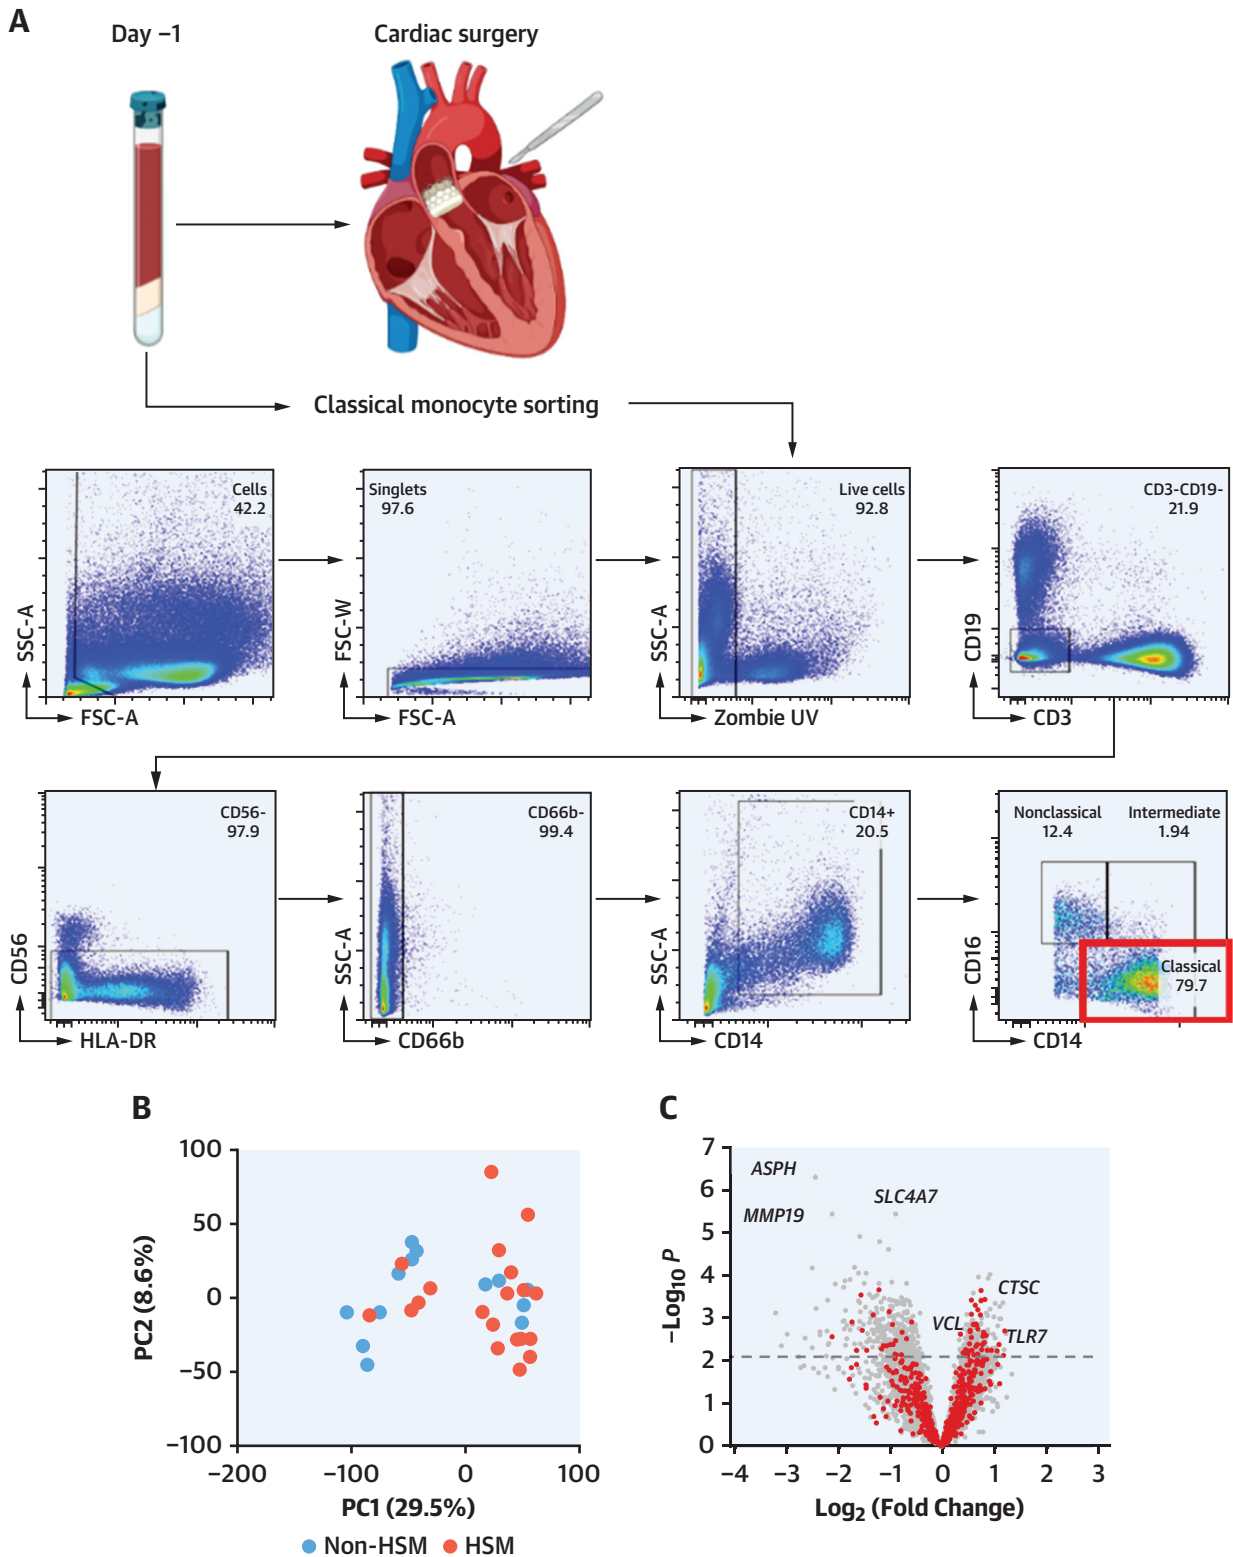 A
Day −1
Cardiac surgery
Classical monocyte sorting
Cells
42.2
SSC-A
FSC-A
Singlets
97.6
FSC-W
FSC-A
Live cells
92.8
SSC-A
Zombie UV
CD3-CD19-
21.9
CD19
CD3
CD56-
97.9
CD56
HLA-DR
CD66b-
99.4
SSC-A
CD66b
CD14+
20.5
SSC-A
CD14
Nonclassical
12.4
Intermediate
1.94
Classical
79.7
CD16
CD14
B
100
50
0
−50
−100
PC2 (8.6%)
−200
−100
0
100
PC1 (29.5%)
Non-HSM
HSM
C
7
6
5
4
3
2
1
0
−Log10 P
ASPH
MMP19
SLC4A7
CTSC
VCL
TLR7
−4
−3
−2
−1
0
1
2
3
Log2 (Fold Change)